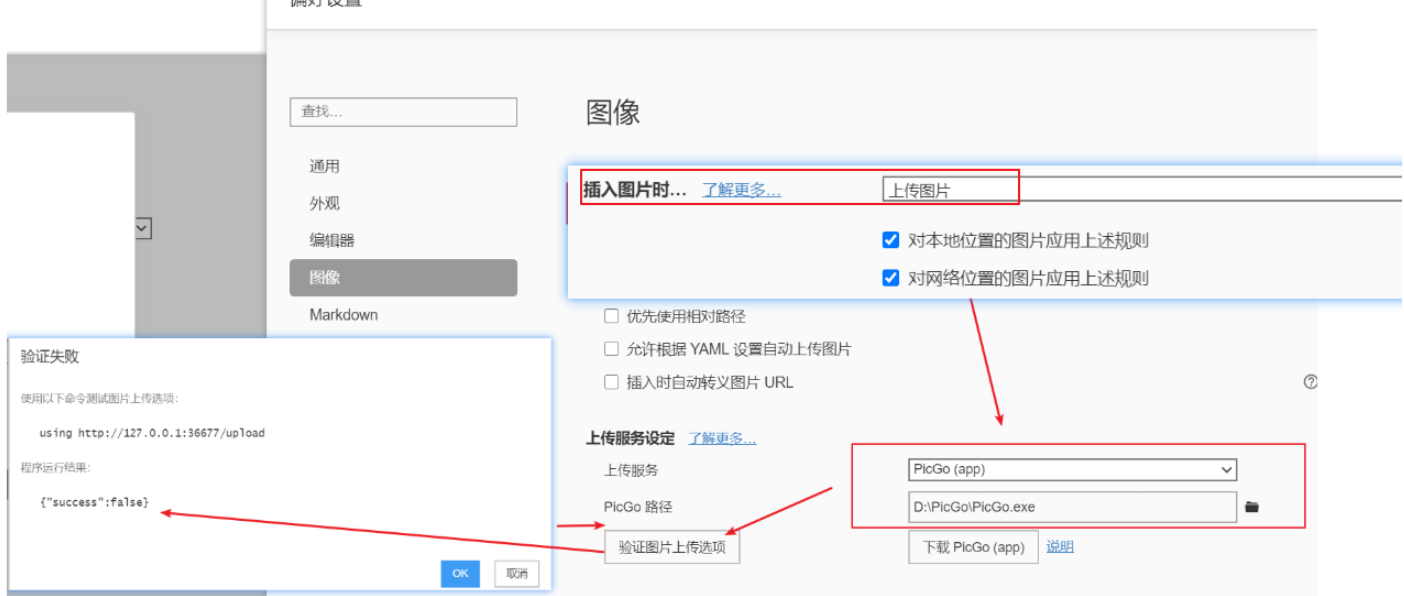 偏好设置
查找...
通用
外观
编辑器
图像
Markdown
图像
插入图片时... 了解更多... 上传图片
对本地位置的图片应用上述规则
对网络位置的图片应用上述规则
优先使用相对路径
允许根据 YAML 设置自动上传图片
插入时自动转义图片 URL
上传服务设定 了解更多...
上传服务 PicGo (app)
PicGo 路径 D:\PicGo\PicGo.exe
验证图片上传选项 下载 PicGo (app) 说明
验证失败
使用以下命令测试图片上传选项:
using http://127.0.0.1:36677/upload
程序运行结果:
{"success":false}
OK 取消